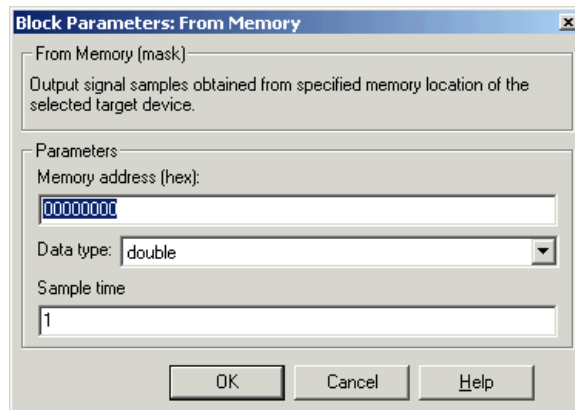 Block Parameters: From Memory
From Memory (mask)
Output signal samples obtained from specified memory location of the
selected target device.
Parameters
Memory address (hex):
00000000
Data type: double
Sample time
1
OK Cancel Help